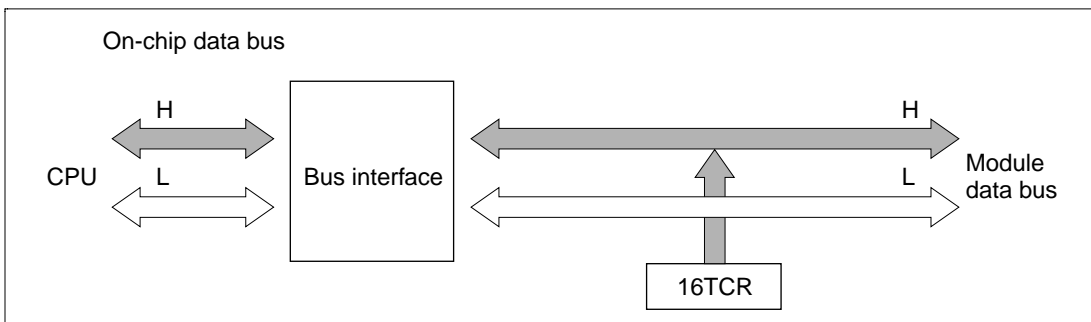 On-chip data bus
H
H
CPU
L
Bus interface
L
Module
data bus
16TCR